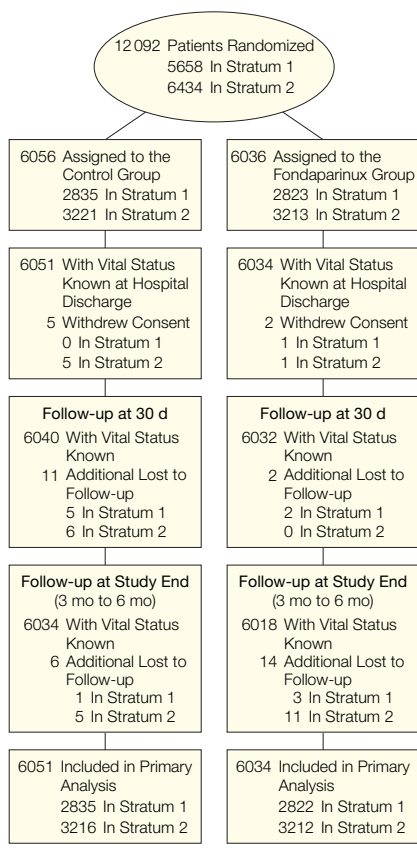 12 092 Patients Randomized
5658 In Stratum 1
6434 In Stratum 2
6056 Assigned to the
Control Group
2835 In Stratum 1
3221 In Stratum 2
6036 Assigned to the
Fondaparinux Group
2823 In Stratum 1
3213 In Stratum 2
6051 With Vital Status
Known at Hospital
Discharge
5 Withdrew Consent
0 In Stratum 1
5 In Stratum 2
6034 With Vital Status
Known at Hospital
Discharge
2 Withdrew Consent
1 In Stratum 1
1 In Stratum 2
Follow-up at 30 d
6040 With Vital Status
Known
11 Additional Lost to
Follow-up
5 In Stratum 1
6 In Stratum 2
Follow-up at 30 d
6032 With Vital Status
Known
2 Additional Lost to
Follow-up
2 In Stratum 1
0 In Stratum 2
Follow-up at Study End
(3 mo to 6 mo)
6034 With Vital Status
Known
6 Additional Lost to
Follow-up
1 In Stratum 1
5 In Stratum 2
Follow-up at Study End
(3 mo to 6 mo)
6018 With Vital Status
Known
14 Additional Lost to
Follow-up
3 In Stratum 1
11 In Stratum 2
6051 Included in Primary
Analysis
2835 In Stratum 1
3216 In Stratum 2
6034 Included in Primary
Analysis
2822 In Stratum 1
3212 In Stratum 2